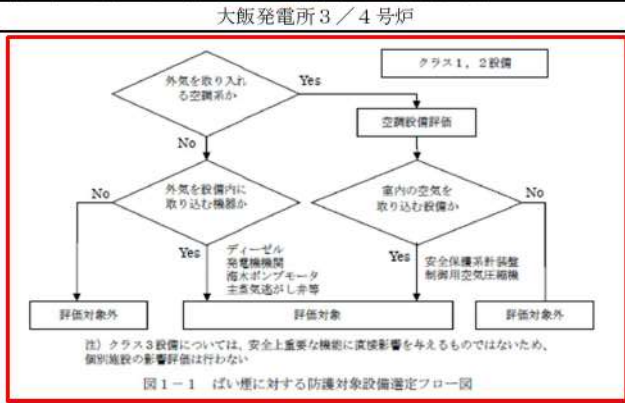 大飯発電所3/4号炉
クラス1,2設備
外気を取り入れ
る空調系か
Yes
空調設備評価
No
外気を設備内に
取り込む機器か
室内の空気を
取り込む設備か
No
No
Yes
ディーゼル
発電機機関
海水ポンプモータ
主蒸気逃がし弁等
Yes
安全保護系計装盤
制御用空気圧縮機
評価対象外
評価対象
評価対象外
注)クラス3設備については、安全上重要な機能に直接影響を与えるものではないため、
個別施設の影響評価は行わない
図1-1 ばい煙に対する防護対象設備選定フロー図